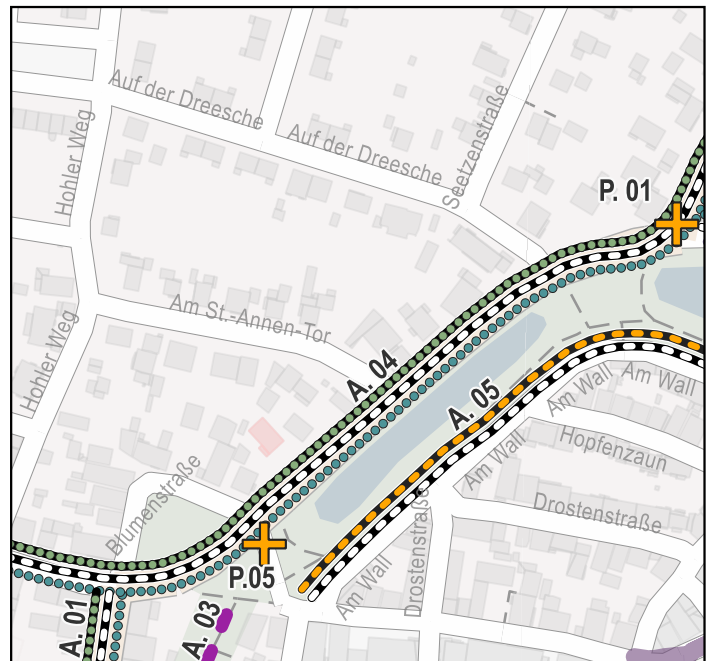 Auf der Dreesche
Auf der Dreesche
Hohler Weg
Seetzenstraße
P. 01
Am St.-Annen-Tor
Hohler Weg
A. 04
A. 05
Am Wall
Am Wall
Hopfenzaun
Am Wall
Blumenstraße
Drostenstraße
Drostenstraße
P.05
Am Wall
A. 01
A. 03